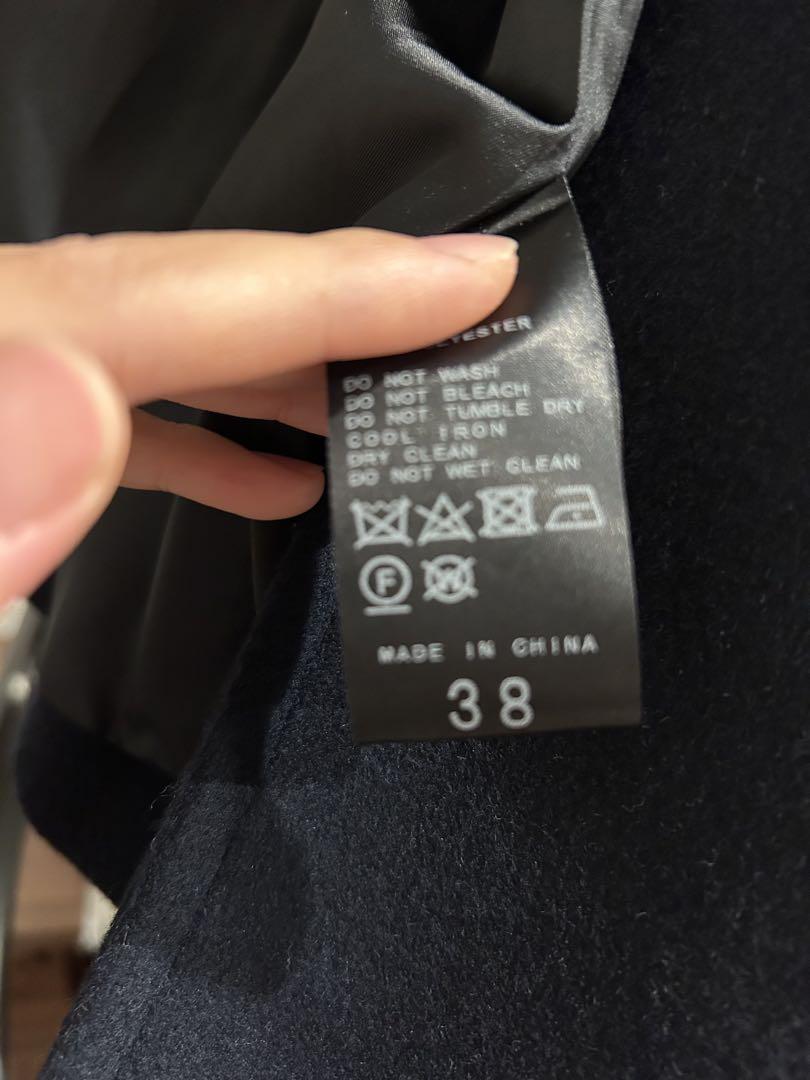 DO NOT WASH
DO NOT BLEACH
DO NOT TUMBLE DRY
COOL IRON
DRY CLEAN
DO NOT WET CLEAN
F W
MADE IN CHINA
38